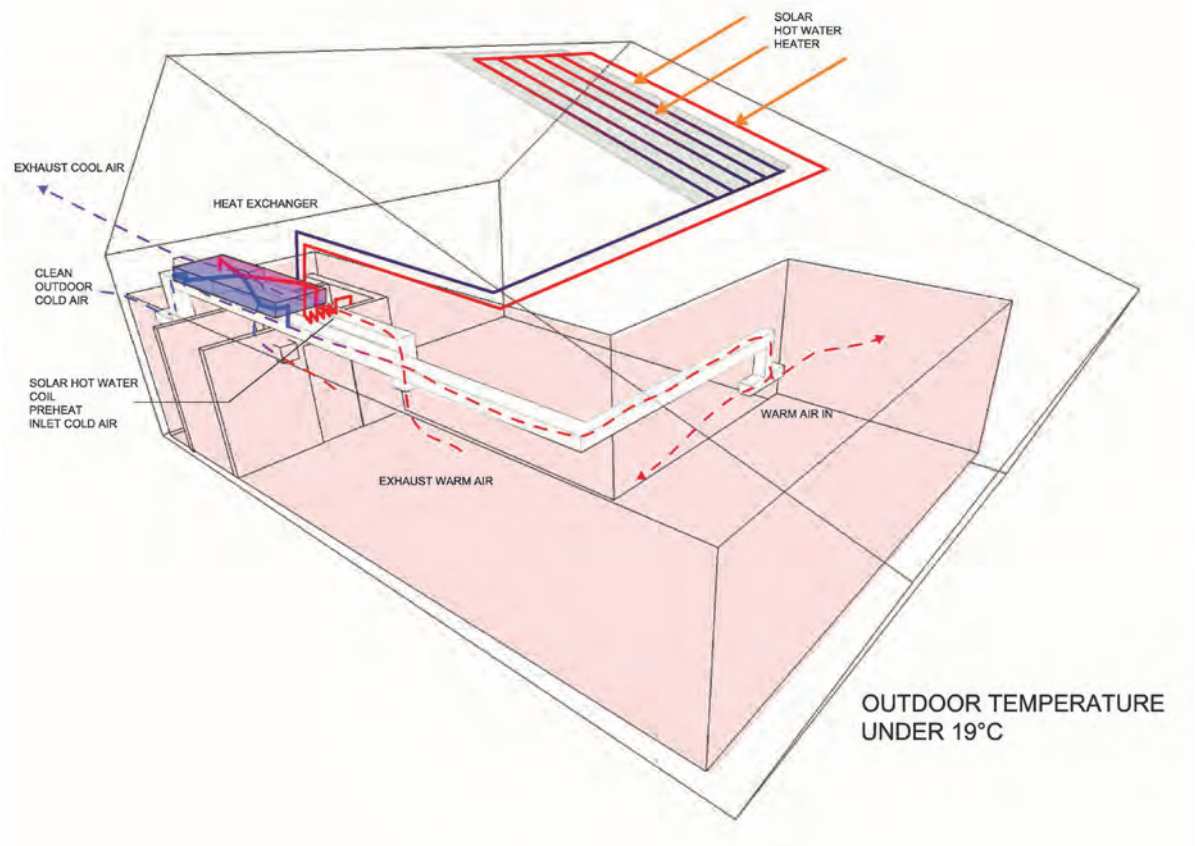 SOLAR
HOT WATER
HEATER
EXHAUST COOL AIR
HEAT EXCHANGER
CLEAN
OUTDOOR
COLD AIR
SOLAR HOT WATER
COIL
PREHEAT
INLET COLD AIR
WARM AIR IN
EXHAUST WARM AIR
OUTDOOR TEMPERATURE
UNDER 19°C